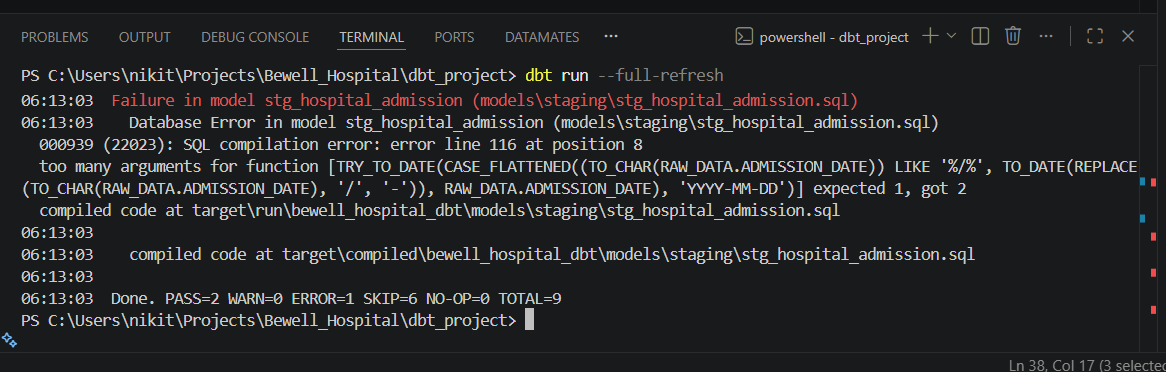 PROBLEMS OUTPUT DEBUG CONSOLE TERMINAL PORTS DATAMATES ... powershell - dbt_project
PS C:\Users\nikit\Projects\Bewell_Hospital\dbt_project> dbt run --full-refresh
06:13:03  Failure in model stg_hospital_admission (models\staging\stg_hospital_admission.sql)
06:13:03    Database Error in model stg_hospital_admission (models\staging\stg_hospital_admission.sql)
  000939 (22023): SQL compilation error: error line 116 at position 8
  too many arguments for function [TRY_TO_DATE(CASE_FLATTENED((TO_CHAR(RAW_DATA.ADMISSION_DATE)) LIKE '%/%', TO_DATE(REPLACE
(TO_CHAR(RAW_DATA.ADMISSION_DATE), '/', '-')), RAW_DATA.ADMISSION_DATE), 'YYYY-MM-DD')] expected 1, got 2
  compiled code at target\run\bewell_hospital_dbt\models\staging\stg_hospital_admission.sql
06:13:03
06:13:03    compiled code at target\compiled\bewell_hospital_dbt\models\staging\stg_hospital_admission.sql
06:13:03
06:13:03  Done. PASS=2 WARN=0 ERROR=1 SKIP=6 NO-OP=0 TOTAL=9
PS C:\Users\nikit\Projects\Bewell_Hospital\dbt_project>
Ln 38, Col 17 (3 selected